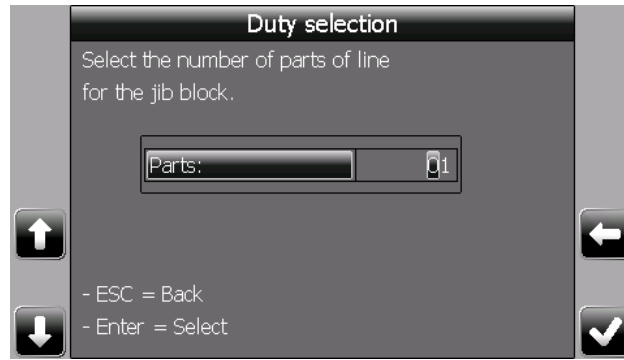 Duty selection
Select the number of parts of line
for the jib block.
Parts: 01
- ESC = Back
- Enter = Select